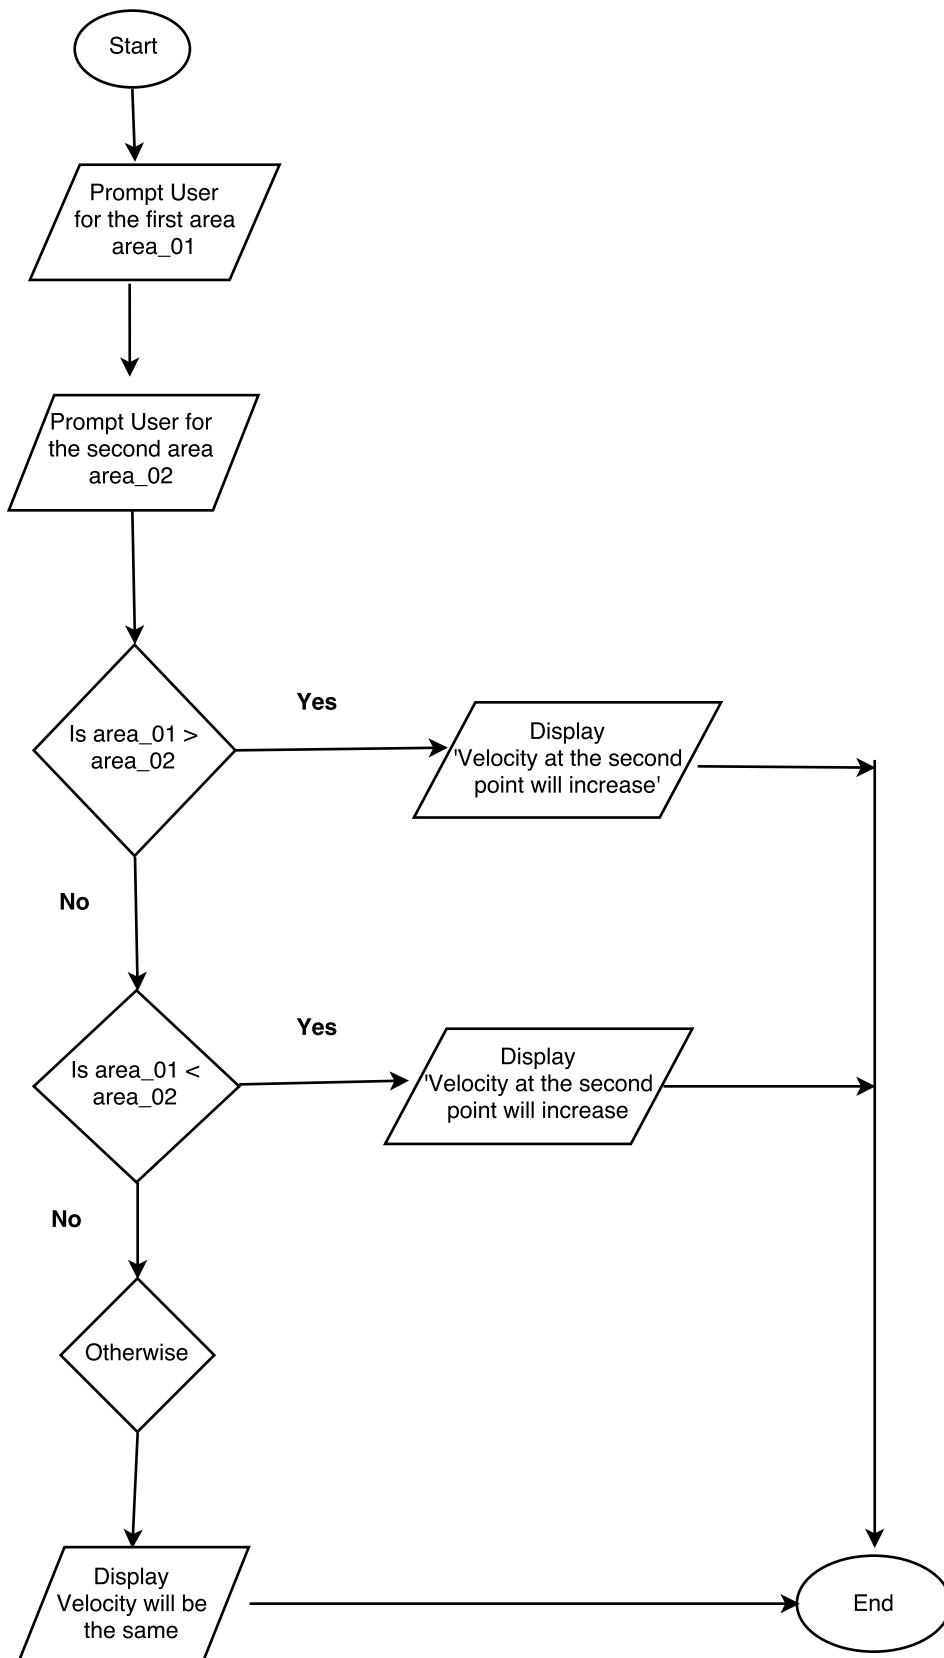 Start
Prompt User
for the first area
area_01
Prompt User for
the second area
area_02
Is area_01 >
area_02
Yes
Display
'Velocity at the second
point will increase'
No
Is area_01 <
area_02
Yes
Display
'Velocity at the second
point will increase
No
Otherwise
Display
Velocity will be
the same
End